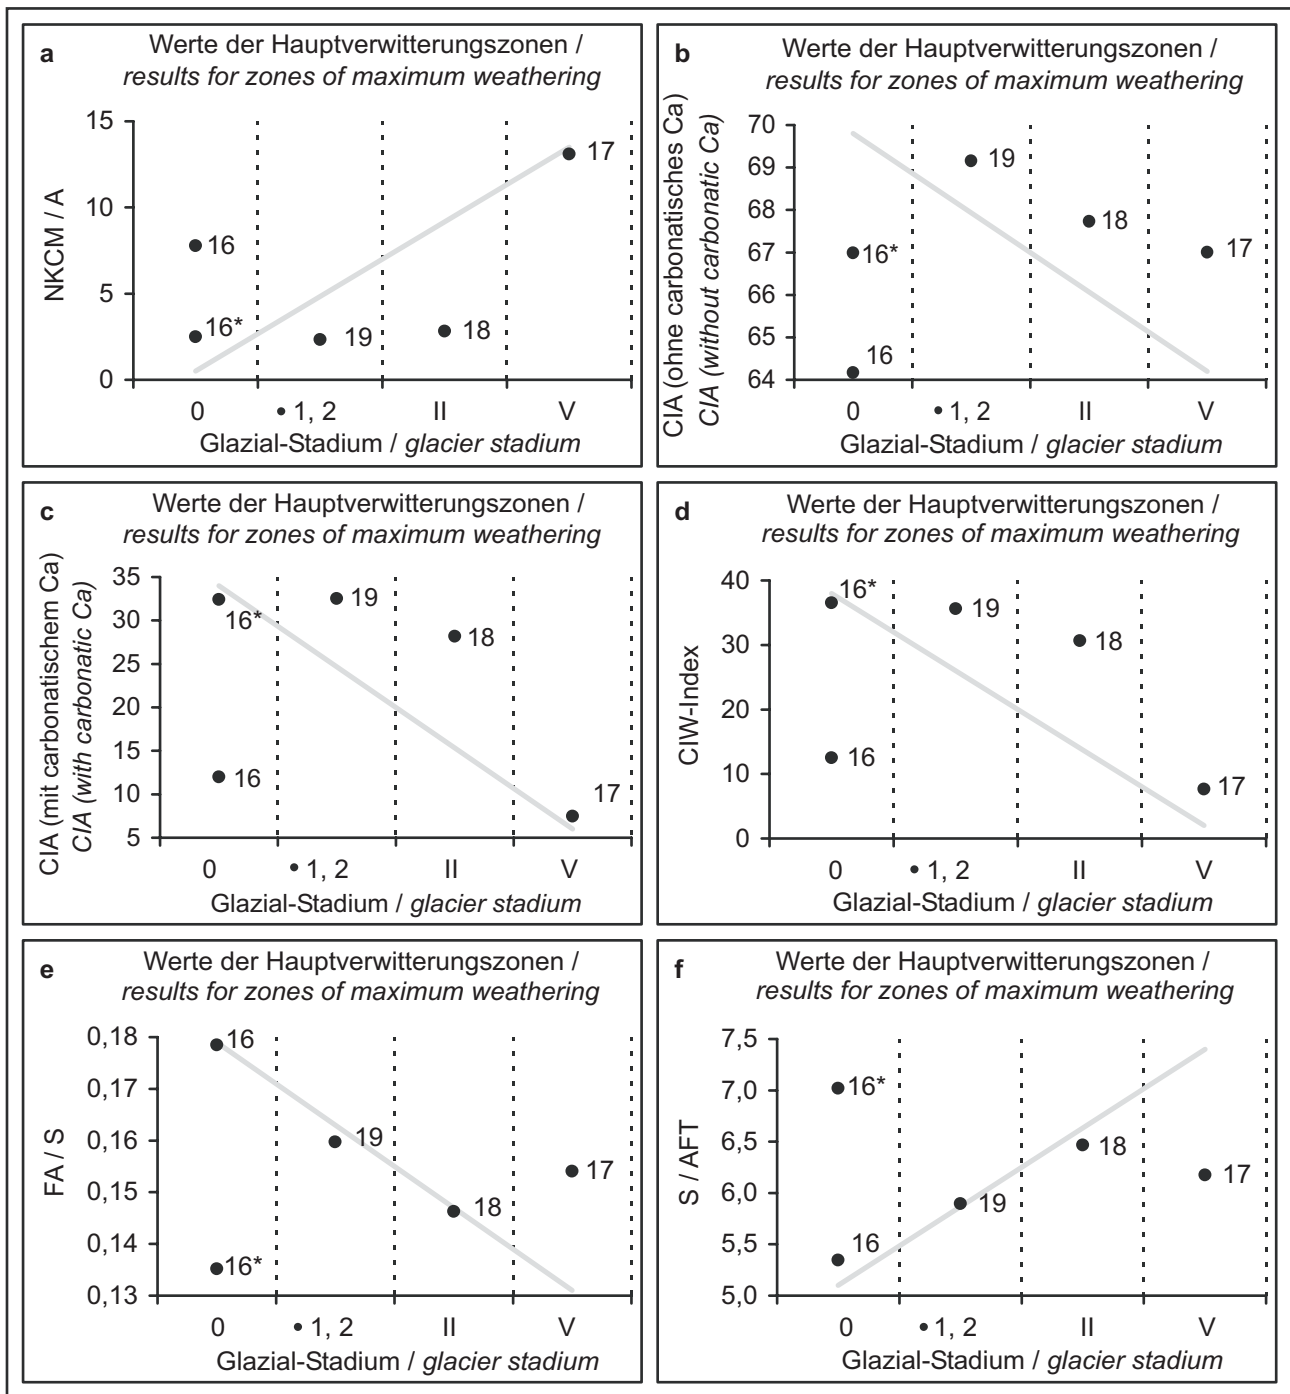 a
Werte der Hauptverwitterungszonen /
results for zones of maximum weathering
NKCM / A
15
10
5
0
16
16*
19
18
17
0 • 1, 2 II V
Glazial-Stadium / glacier stadium
b
Werte der Hauptverwitterungszonen /
results for zones of maximum weathering
CIA (ohne carbonatisches Ca)
CIA (without carbonatic Ca)
70
69
68
67
66
65
64
16*
16
19
18
17
0 • 1, 2 II V
Glazial-Stadium / glacier stadium
c
Werte der Hauptverwitterungszonen /
results for zones of maximum weathering
CIA (mit carbonatischem Ca)
CIA (with carbonatic Ca)
35
30
25
20
15
10
5
16*
16
19
18
17
0 • 1, 2 II V
Glazial-Stadium / glacier stadium
d
Werte der Hauptverwitterungszonen /
results for zones of maximum weathering
CIW-Index
40
30
20
10
0
16*
16
19
18
17
0 • 1, 2 II V
Glazial-Stadium / glacier stadium
e
Werte der Hauptverwitterungszonen /
results for zones of maximum weathering
FA / S
0,18
0,17
0,16
0,15
0,14
0,13
16
16*
19
18
17
0 • 1, 2 II V
Glazial-Stadium / glacier stadium
f
Werte der Hauptverwitterungszonen /
results for zones of maximum weathering
S / AFT
7,5
7,0
6,5
6,0
5,5
5,0
16*
16
19
18
17
0 • 1, 2 II V
Glazial-Stadium / glacier stadium